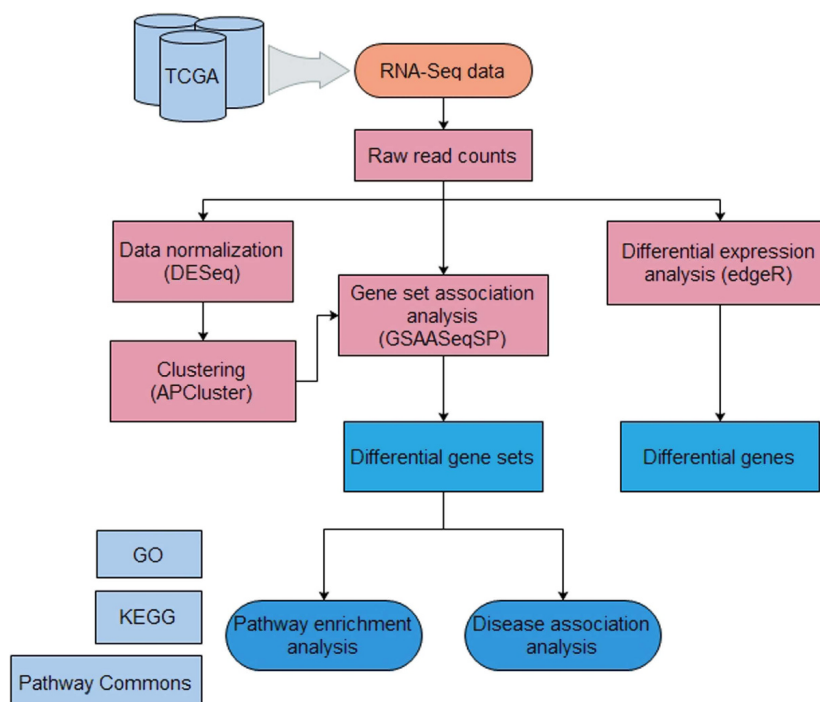 TCGA
RNA-Seq data
Raw read counts
Data normalization
(DESeq)
Differential expression
analysis (edgeR)
Gene set association
analysis
(GSAASeqSP)
Clustering
(APCluster)
Differential gene sets
Differential genes
GO
KEGG
Pathway Commons
Pathway enrichment
analysis
Disease association
analysis